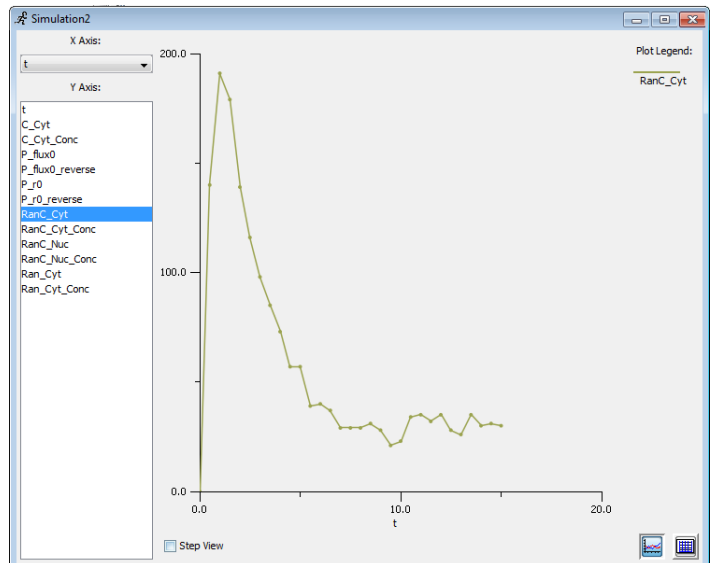 Simulation2
X Axis:
t
Y Axis:
t
C_Cyt
C_Cyt_Conc
P_flux0
P_flux0_reverse
P_r0
P_r0_reverse
RanC_Cyt
RanC_Cyt_Conc
RanC_Nuc
RanC_Nuc_Conc
Ran_Cyt
Ran_Cyt_Conc
200.0
100.0
0.0
0.0
10.0
20.0
t
Plot Legend:
RanC_Cyt
Step View